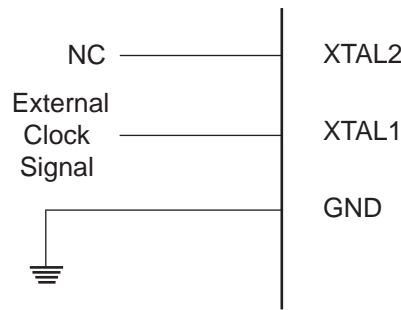 NC XTAL2
External
Clock XTAL1
Signal
GND